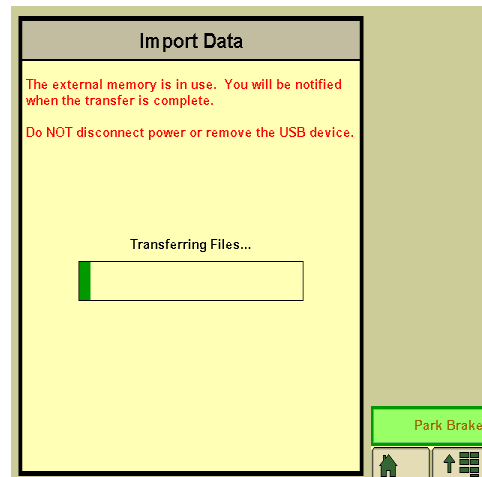 Import Data
The external memory is in use. You will be notified
when the transfer is complete.
Do NOT disconnect power or remove the USB device.
Transferring Files...
Park Brake